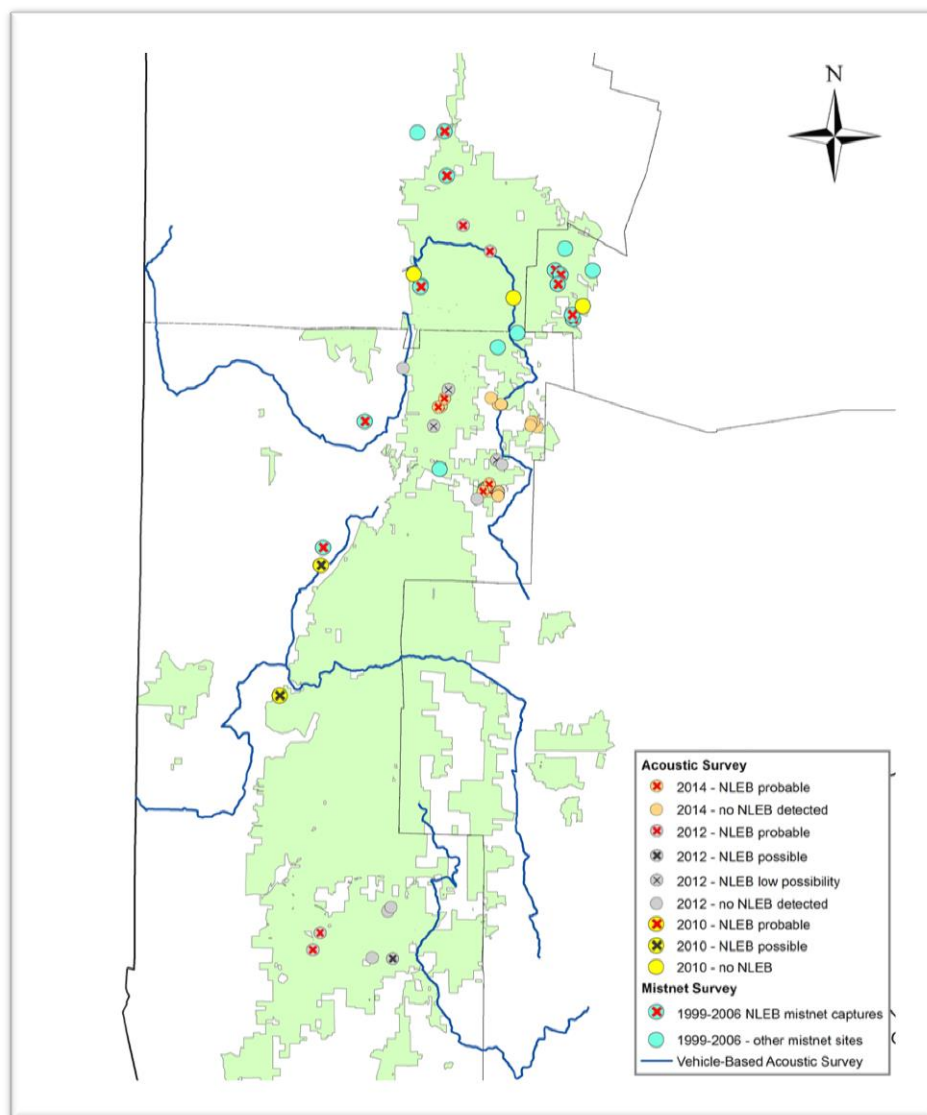 N
Acoustic Survey
2014 - NLEB probable
2014 - no NLEB detected
2012 - NLEB probable
2012 - NLEB possible
2012 - NLEB low possibility
2012 - no NLEB detected
2010 - NLEB probable
2010 - NLEB possible
2010 - no NLEB
Mistnet Survey
1999-2006 NLEB mistnet captures
1999-2006 - other mistnet sites
Vehicle-Based Acoustic Survey